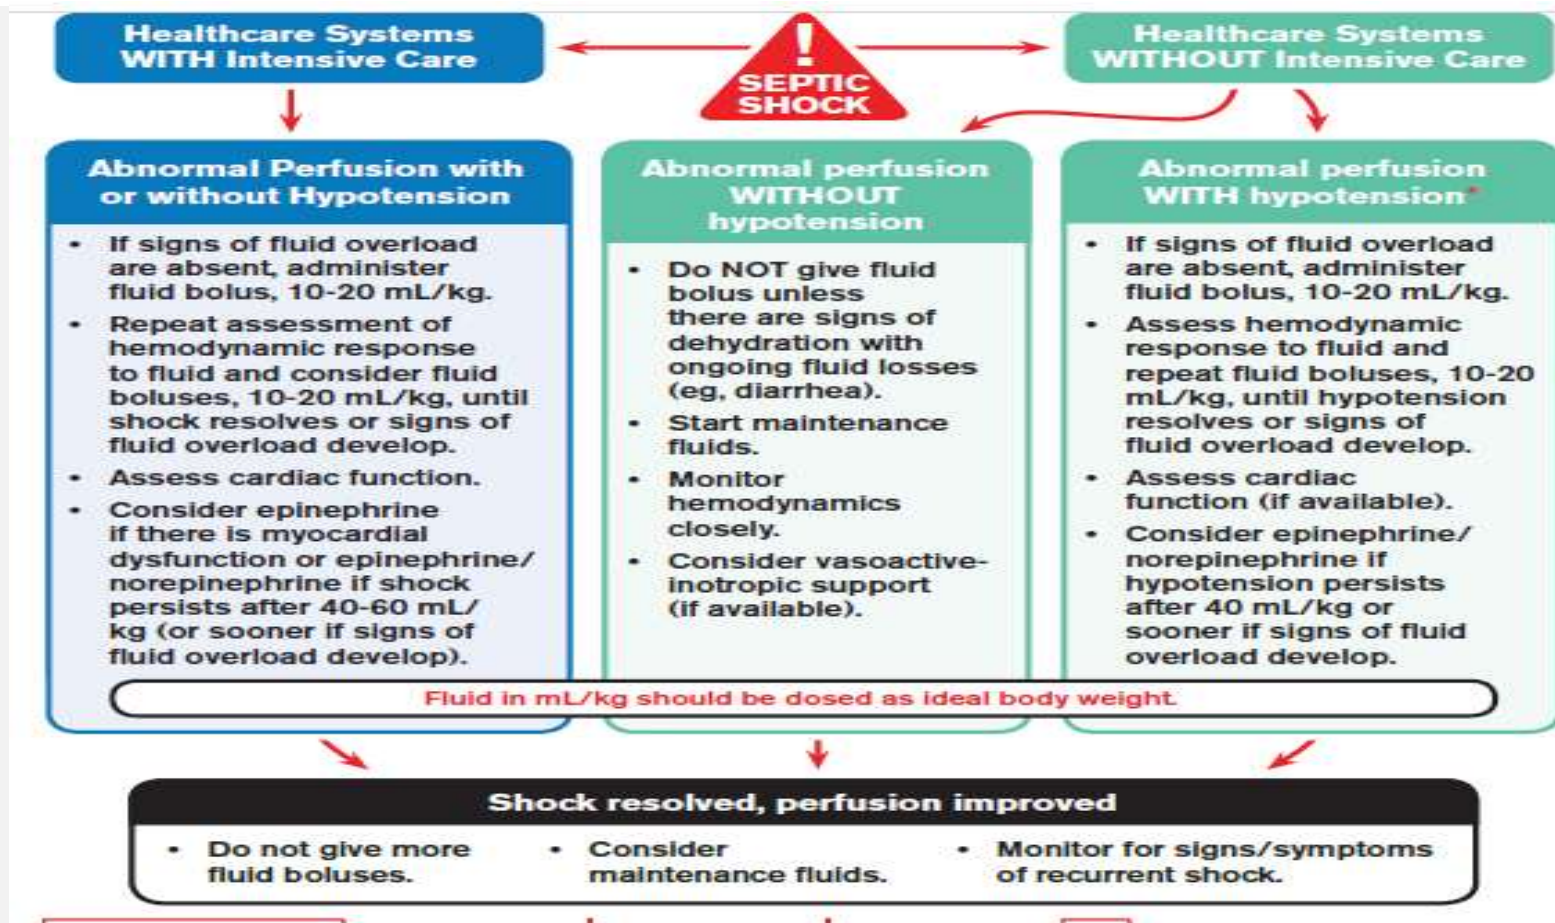 Healthcare Systems
WITH Intensive Care
!
SEPTIC
SHOCK
Healthcare Systems
WITHOUT Intensive Care
Abnormal Perfusion with
or without Hypotension
• If signs of fluid overload
are absent, administer
fluid bolus, 10-20 mL/kg.
• Repeat assessment of
hemodynamic response
to fluid and consider fluid
boluses, 10-20 mL/kg, until
shock resolves or signs of
fluid overload develop.
• Assess cardiac function.
• Consider epinephrine
if there is myocardial
dysfunction or epinephrine/
norepinephrine if shock
persists after 40-60 mL/
kg (or sooner if signs of
fluid overload develop).
Abnormal perfusion
WITHOUT
hypotension
• Do NOT give fluid
bolus unless
there are signs of
dehydration with
ongoing fluid losses
(eg, diarrhea).
• Start maintenance
fluids.
• Monitor
hemodynamics
closely.
• Consider vasoactive-
inotropic support
(if available).
Abnormal perfusion
WITH hypotension*
• If signs of fluid overload
are absent, administer
fluid bolus, 10-20 mL/kg.
• Assess hemodynamic
response to fluid and
repeat fluid boluses, 10-20
mL/kg, until hypotension
resolves or signs of
fluid overload develop.
• Assess cardiac
function (if available).
• Consider epinephrine/
norepinephrine if
hypotension persists
after 40 mL/kg or
sooner if signs of fluid
overload develop.
Fluid in mL/kg should be dosed as ideal body weight.
Shock resolved, perfusion improved
• Do not give more
fluid boluses.
• Consider
maintenance fluids.
• Monitor for signs/symptoms
of recurrent shock.